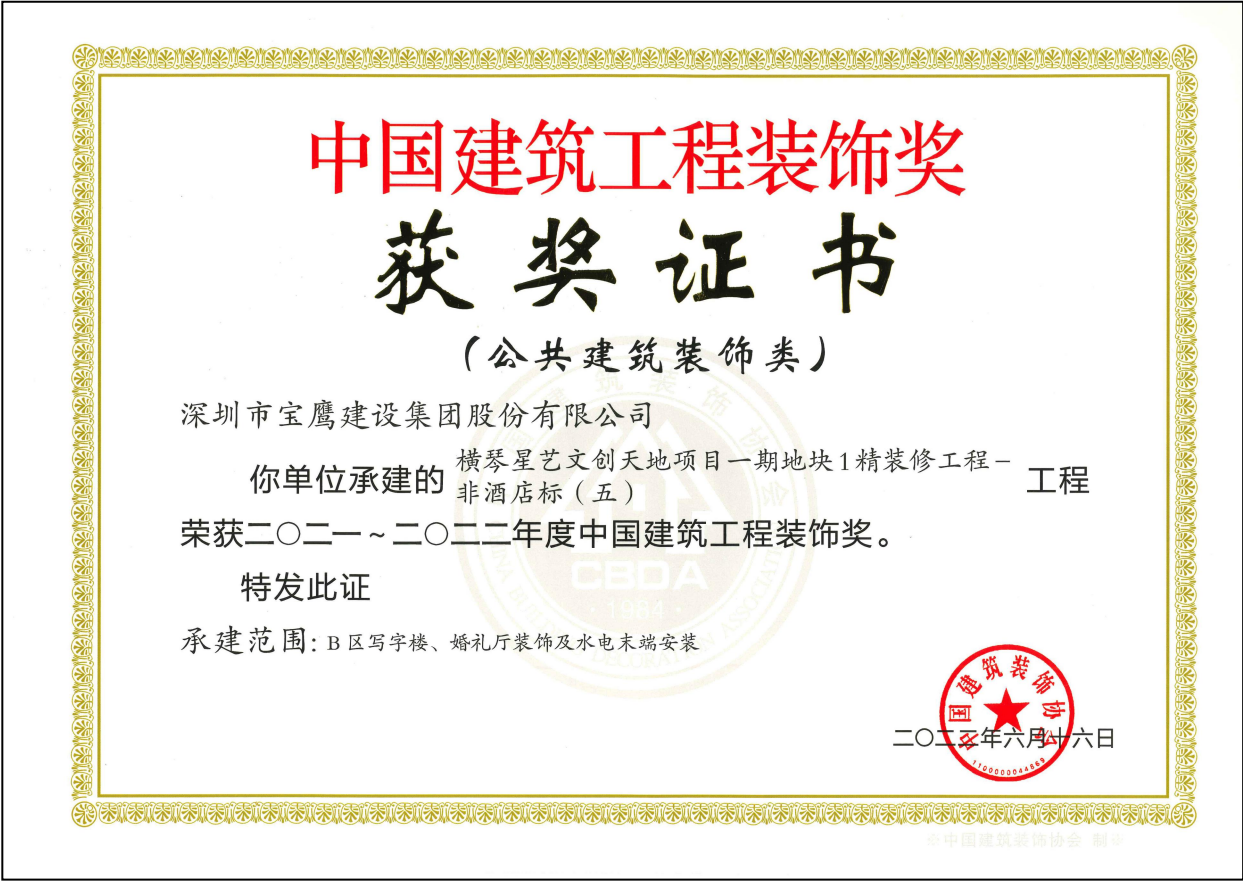 中国建筑工程装饰奖
获奖证书
（公共建筑装饰类）
深圳市宝鹰建设集团股份有限公司
你单位承建的 横琴星艺文创天地项目一期地块1精装修工程－非酒店标（五） 工程
荣获二〇二一～二〇二二年度中国建筑工程装饰奖。
特发此证
承建范围：B区写字楼、婚礼厅装饰及水电末端安装
中国建筑装饰协会
二〇二三年六月十六日
CBDA
·1984·
※中国建筑装饰协会 制※